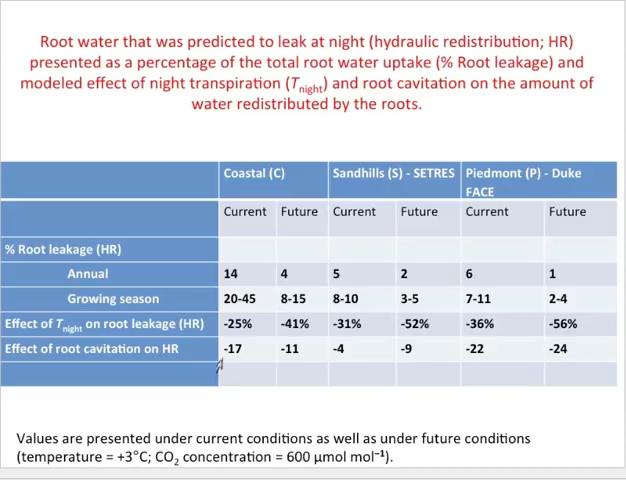 Root water that was predicted to leak at night (hydraulic redistribution; HR)
presented as a percentage of the total root water uptake (% Root leakage) and
modeled effect of night transpiration (Tnight) and root cavitation on the amount of
water redistributed by the roots.
Coastal (C) Sandhills (S) - SETRES Piedmont (P) - Duke
FACE
Current Future Current Future Current Future
% Root leakage (HR)
Annual 14 4 5 2 6 1
Growing season 20-45 8-15 8-10 3-5 7-11 2-4
Effect of Tnight on root leakage (HR) -25% -41% -31% -52% -36% -56%
Effect of root cavitation on HR -17 -11 -4 -9 -22 -24
Values are presented under current conditions as well as under future conditions
(temperature = +3°C; CO2 concentration = 600 µmol mol⁻¹).